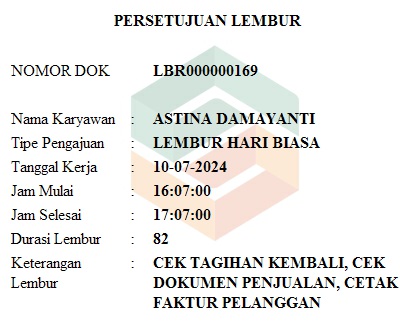 PERSETUJUAN LEMBUR
NOMOR DOK LBR000000169
Nama Karyawan : ASTINA DAMAYANTI
Tipe Pengajuan : LEMBUR HARI BIASA
Tanggal Kerja : 10-07-2024
Jam Mulai : 16:07:00
Jam Selesai : 17:07:00
Durasi Lembur : 82
Keterangan : CEK TAGIHAN KEMBALI, CEK
Lembur DOKUMEN PENJUALAN, CETAK
FAKTUR PELANGGAN